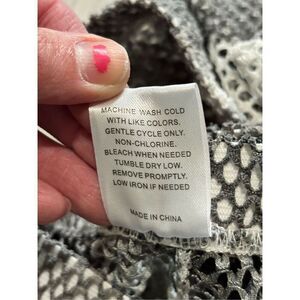 MACHINE WASH COLD
WITH LIKE COLORS.
GENTLE CYCLE ONLY.
NON-CHLORINE.
BLEACH WHEN NEEDED
TUMBLE DRY LOW.
REMOVE PROMPTLY.
LOW IRON IF NEEDED
MADE IN CHINA